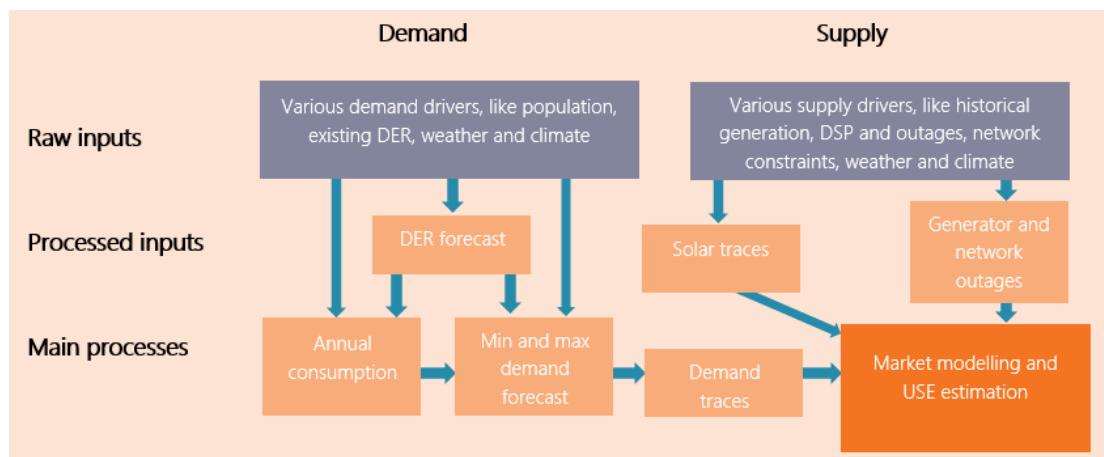 Demand
Supply
Raw inputs
Various demand drivers, like population,
existing DER, weather and climate
Various supply drivers, like historical
generation, DSP and outages, network
constraints, weather and climate
Processed inputs
DER forecast
Solar traces
Generator and
network
outages
Main processes
Annual
consumption
Min and max
demand
forecast
Demand
traces
Market modelling and
USE estimation